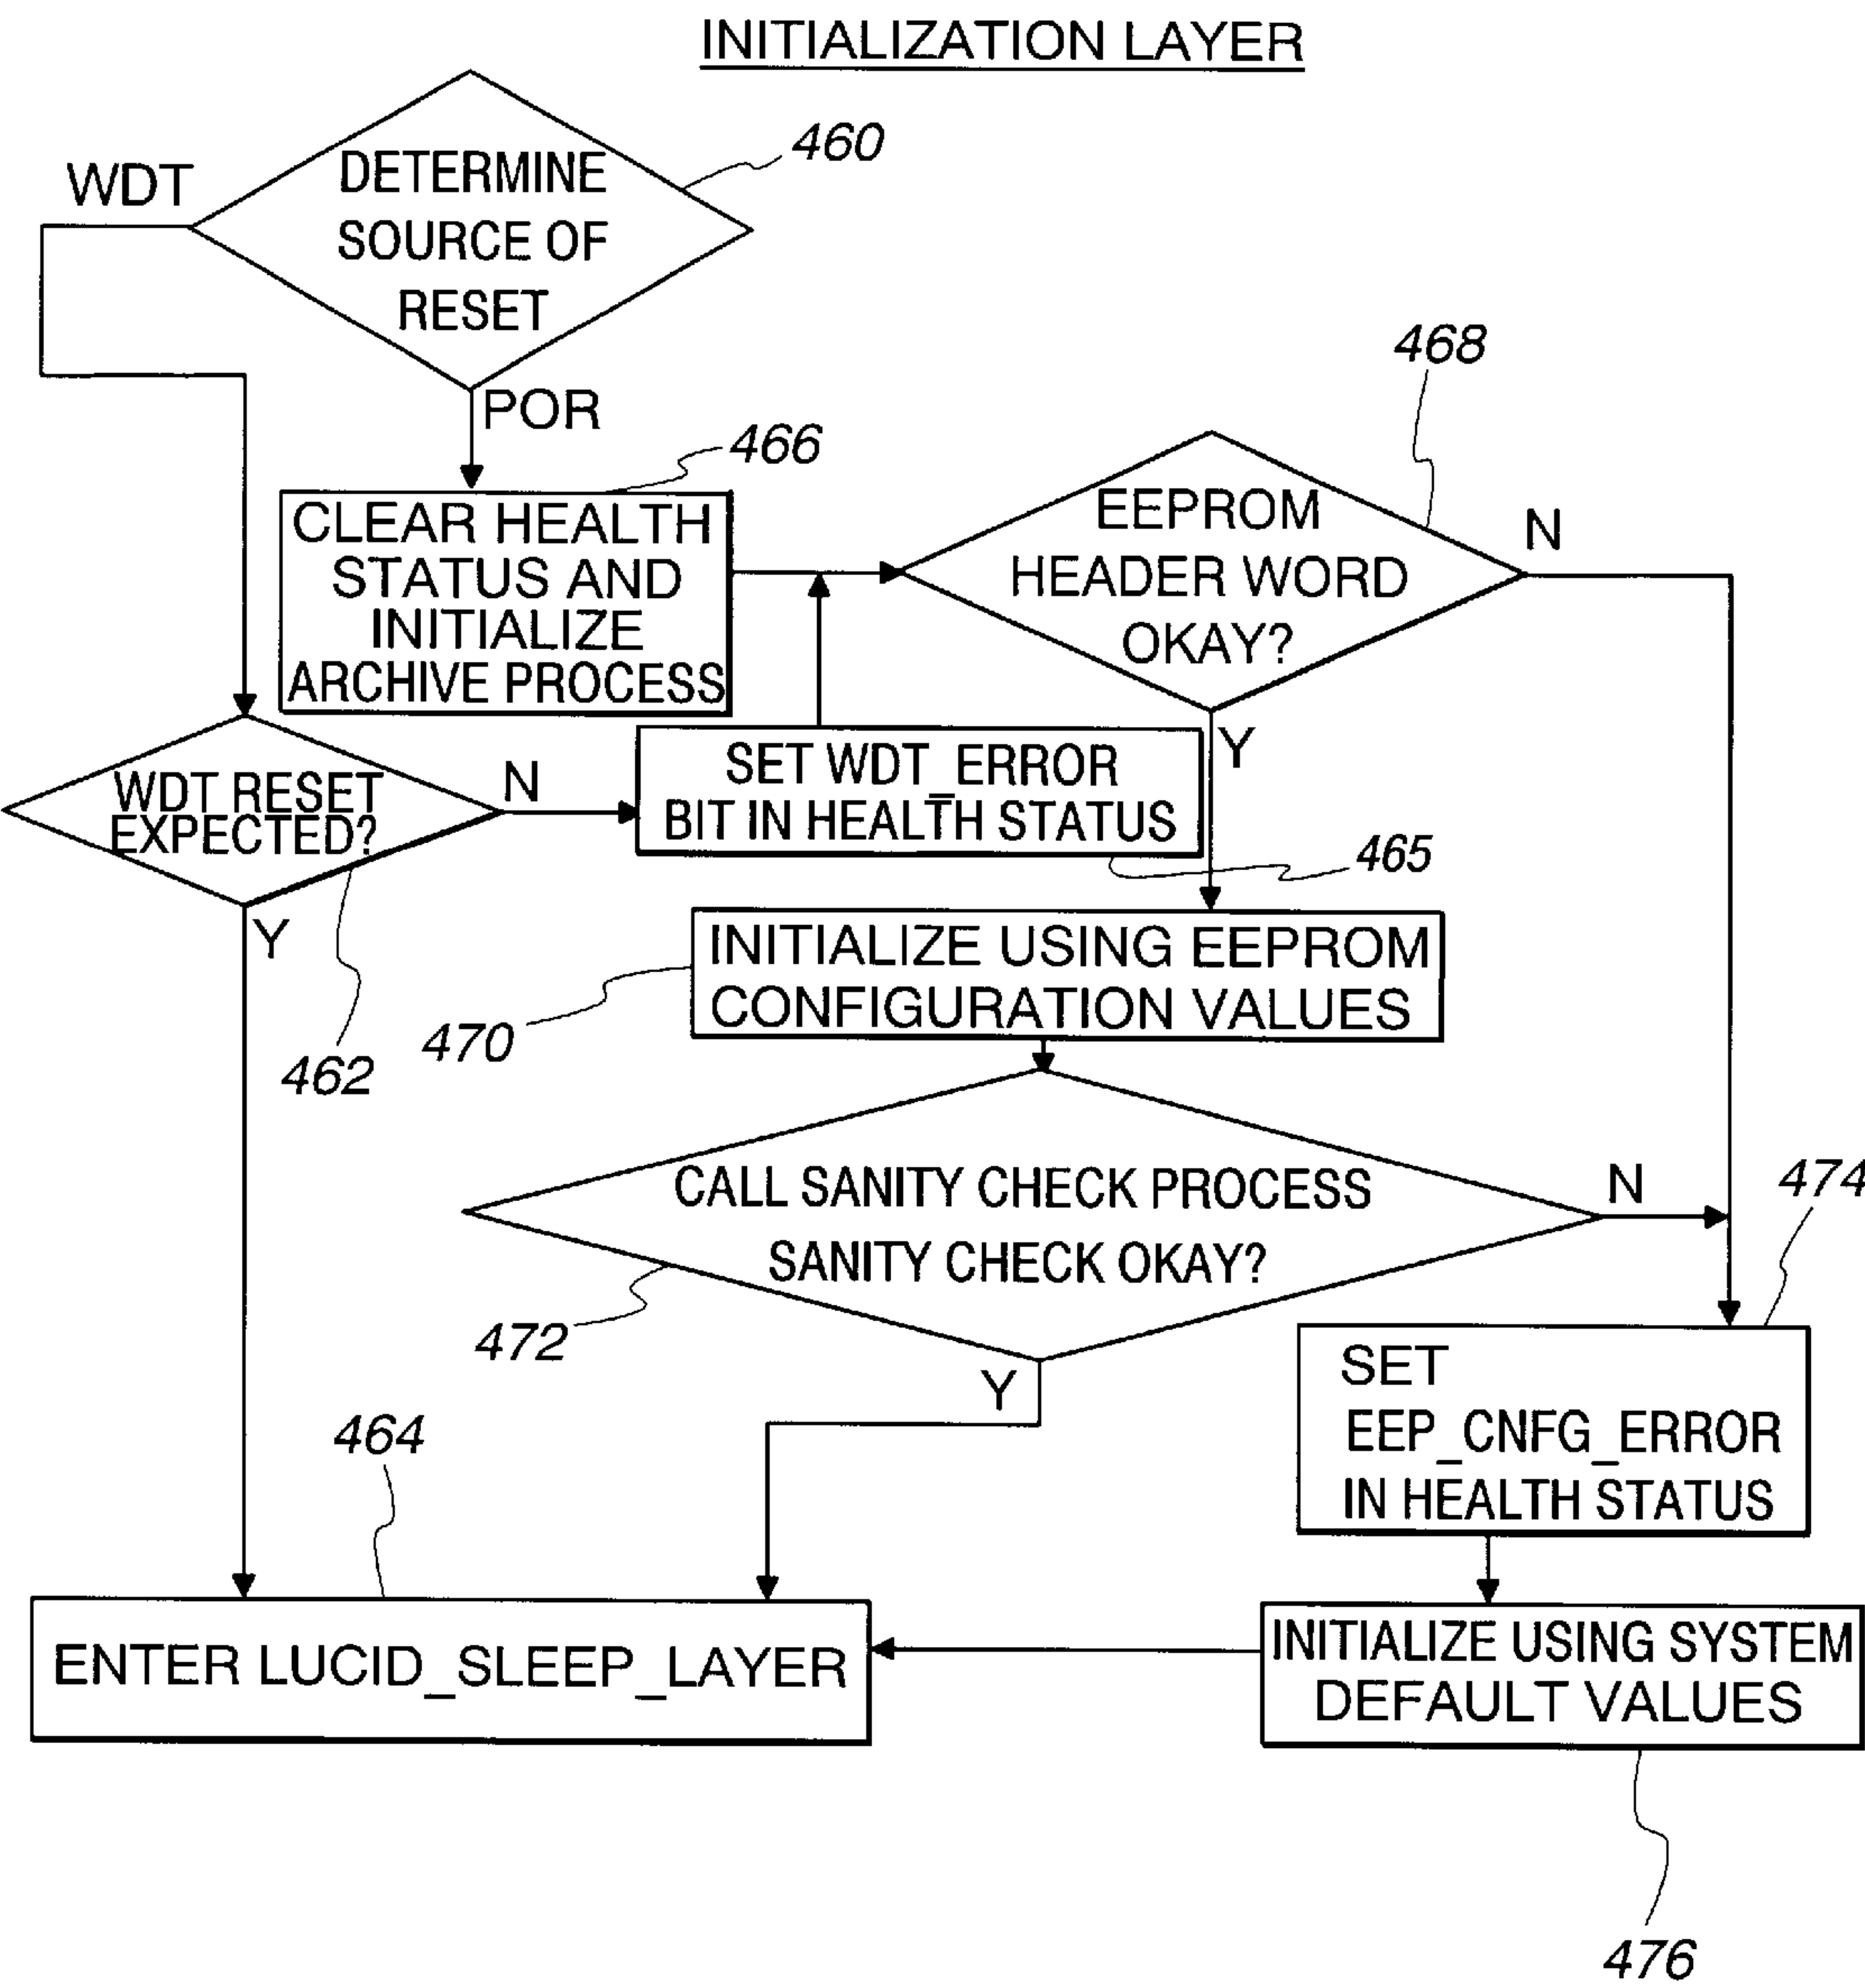 INITIALIZATION LAYER
WDT
DETERMINE
SOURCE OF
RESET
460
POR
466
468
CLEAR HEALTH
STATUS AND
INITIALIZE
ARCHIVE PROCESS
EEPROM
HEADER WORD
OKAY?
N
Y
WDT RESET
EXPECTED?
N
SET WDT_ERROR
BIT IN HEALTH STATUS
465
Y
462
INITIALIZE USING EEPROM
CONFIGURATION VALUES
470
CALL SANITY CHECK PROCESS
SANITY CHECK OKAY?
N
474
472
Y
SET
EEP_CNFG_ERROR
IN HEALTH STATUS
464
ENTER LUCID_SLEEP_LAYER
INITIALIZE USING SYSTEM
DEFAULT VALUES
476